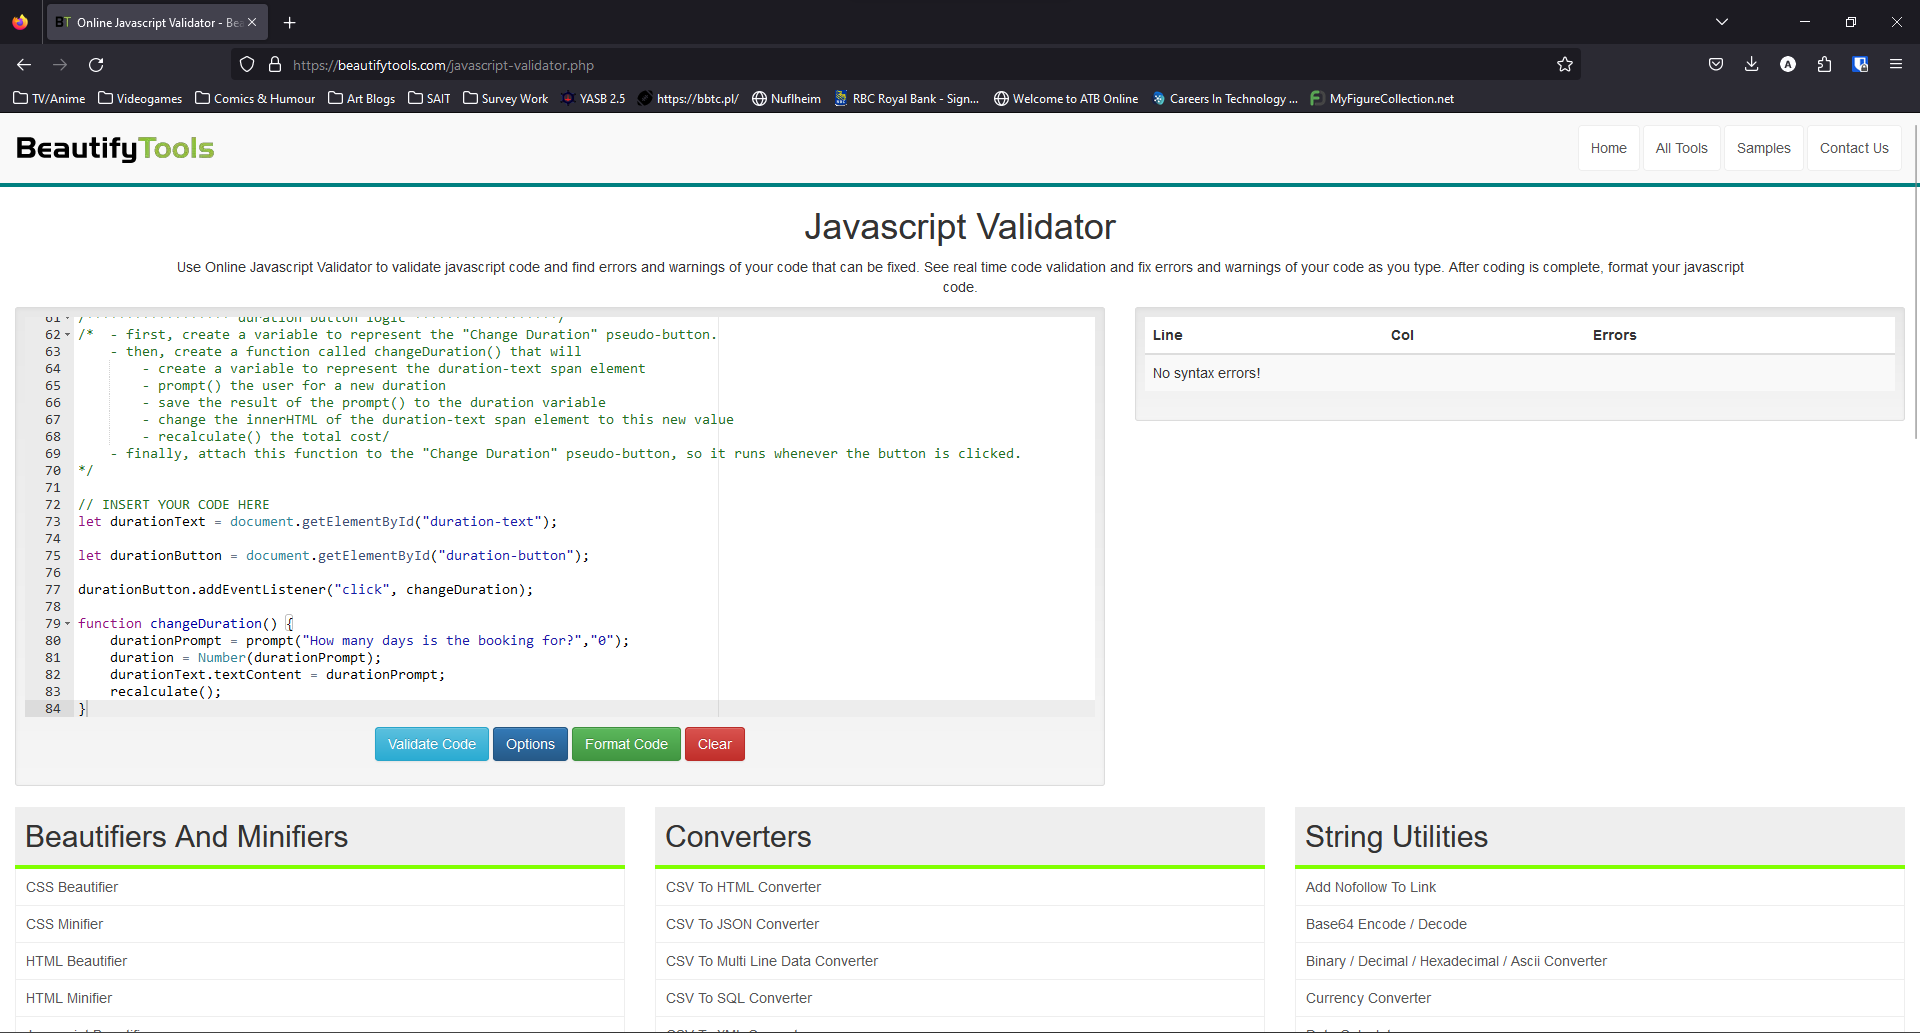 BT Online Javascript Validator - Bea
https://beautifytools.com/javascript-validator.php
TV/Anime Videogames Comics & Humour Art Blogs SAIT Survey Work YASB 2.5 https://bbtc.pl/ Nuflheim RBC Royal Bank - Sign... Welcome to ATB Online Careers In Technology ... MyFigureCollection.net
BeautifyTools
Home All Tools Samples Contact Us
Javascript Validator
Use Online Javascript Validator to validate javascript code and find errors and warnings of your code that can be fixed. See real time code validation and fix errors and warnings of your code as you type. After coding is complete, format your javascript
code.
61 /****************** duration button logic ******************/
62 /*  - first, create a variable to represent the "Change Duration" pseudo-button.
63     - then, create a function called changeDuration() that will
64         - create a variable to represent the duration-text span element
65         - prompt() the user for a new duration
66         - save the result of the prompt() to the duration variable
67         - change the innerHTML of the duration-text span element to this new value
68         - recalculate() the total cost/
69     - finally, attach this function to the "Change Duration" pseudo-button, so it runs whenever the button is clicked.
70 */
71
72 // INSERT YOUR CODE HERE
73 let durationText = document.getElementById("duration-text");
74
75 let durationButton = document.getElementById("duration-button");
76
77 durationButton.addEventListener("click", changeDuration);
78
79 function changeDuration() {
80     durationPrompt = prompt("How many days is the booking for?","0");
81     duration = Number(durationPrompt);
82     durationText.textContent = durationPrompt;
83     recalculate();
84 }
Validate Code Options Format Code Clear
Line Col Errors
No syntax errors!
Beautifiers And Minifiers
CSS Beautifier
CSS Minifier
HTML Beautifier
HTML Minifier
Converters
CSV To HTML Converter
CSV To JSON Converter
CSV To Multi Line Data Converter
CSV To SQL Converter
CSV To XML Converter
String Utilities
Add Nofollow To Link
Base64 Encode / Decode
Binary / Decimal / Hexadecimal / Ascii Converter
Currency Converter